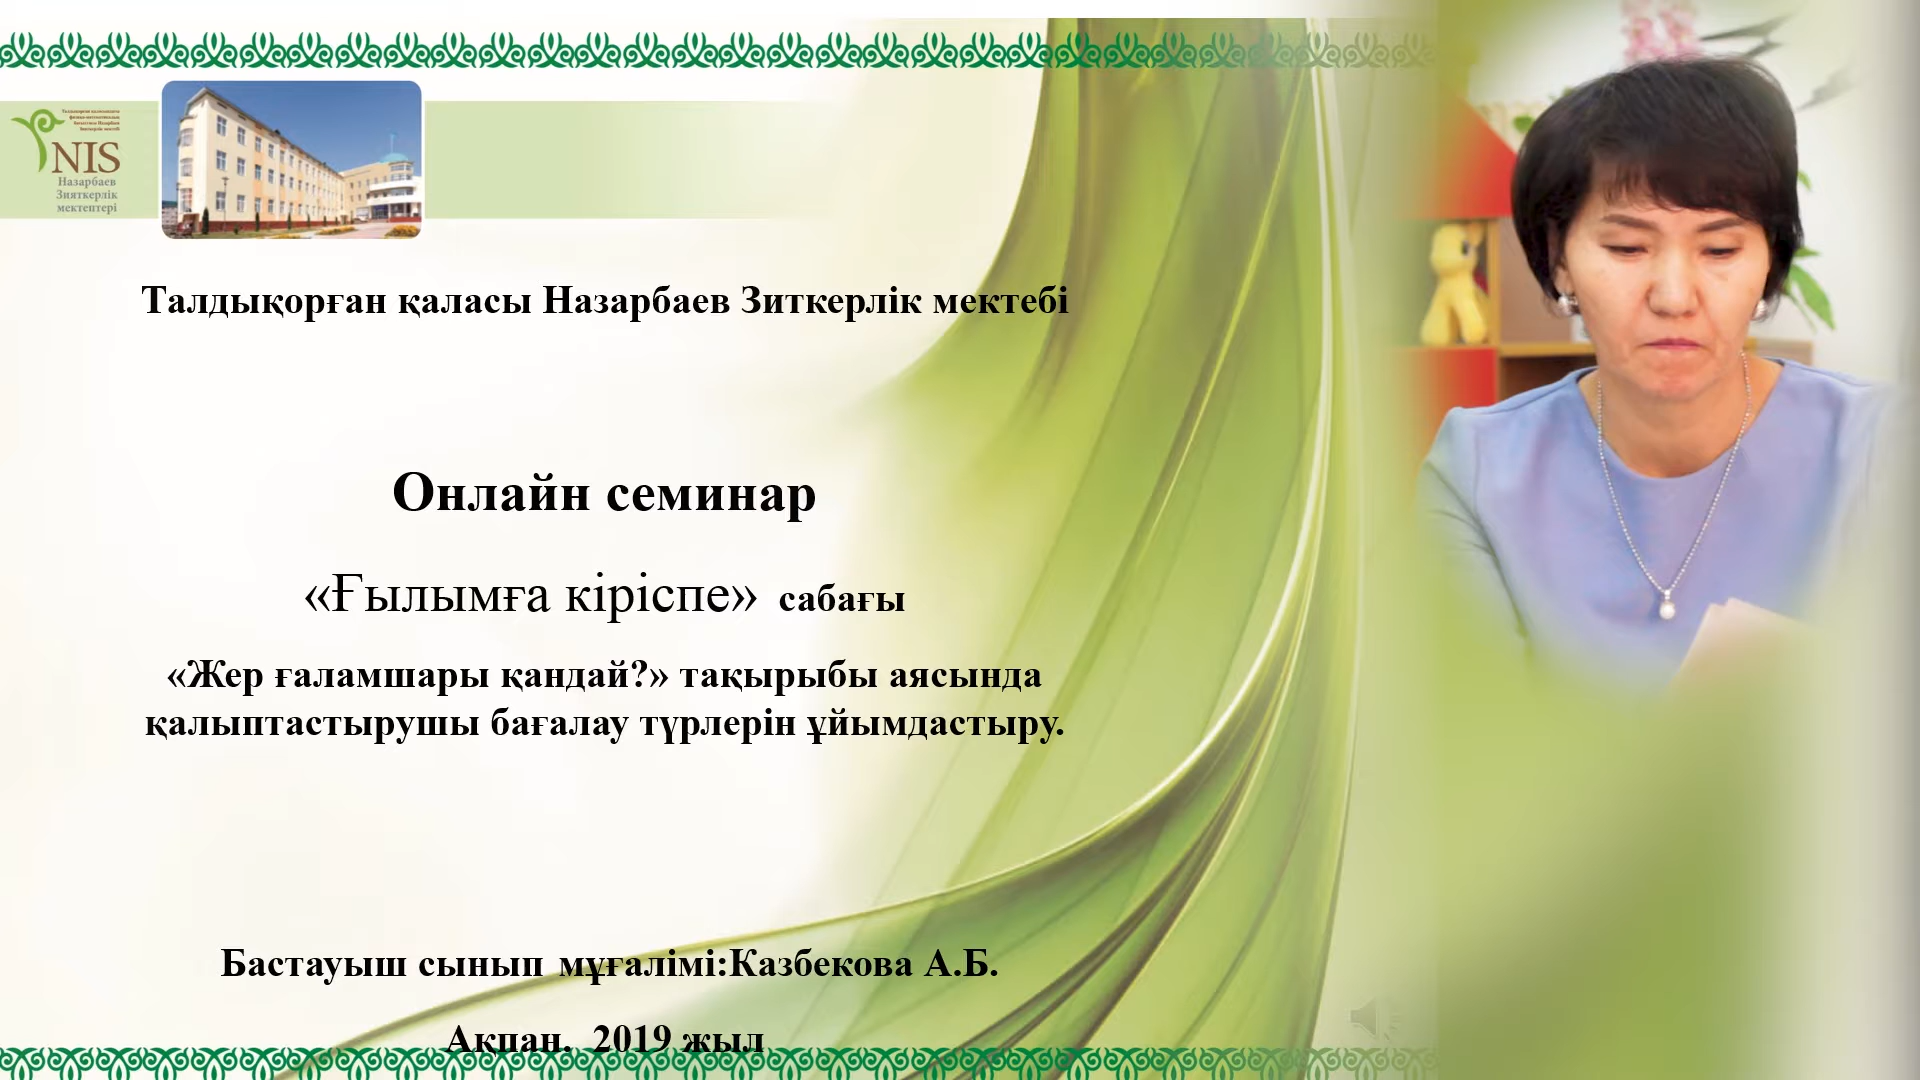 NIS
Назарбаев
Зияткерлік
мектептері
Талдықорған қаласы Назарбаев Зиткерлік мектебі
Онлайн семинар
«Ғылымға кіріспе» сабағы
«Жер ғаламшары қандай?» тақырыбы аясында
қалыптастырушы бағалау түрлерін ұйымдастыру.
Бастауыш сынып мұғалімі:Казбекова А.Б.
Ақпан. 2019 жыл